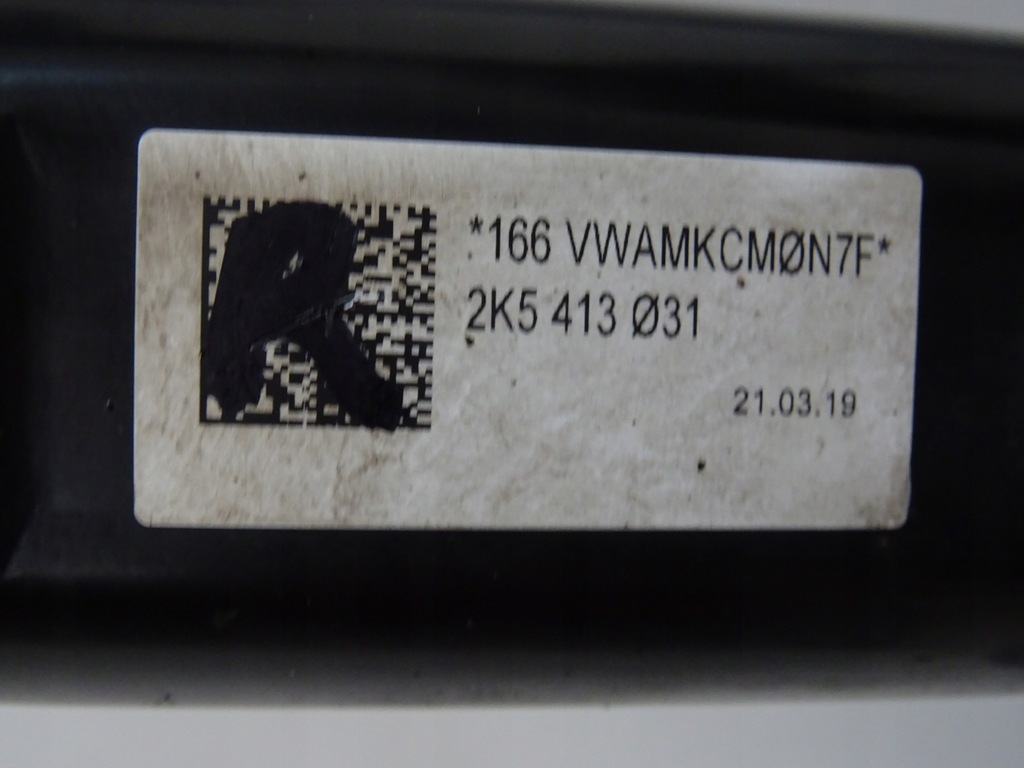 R
*166 VWAMKCMØN7F*
2K5 413 Ø31
21.03.19